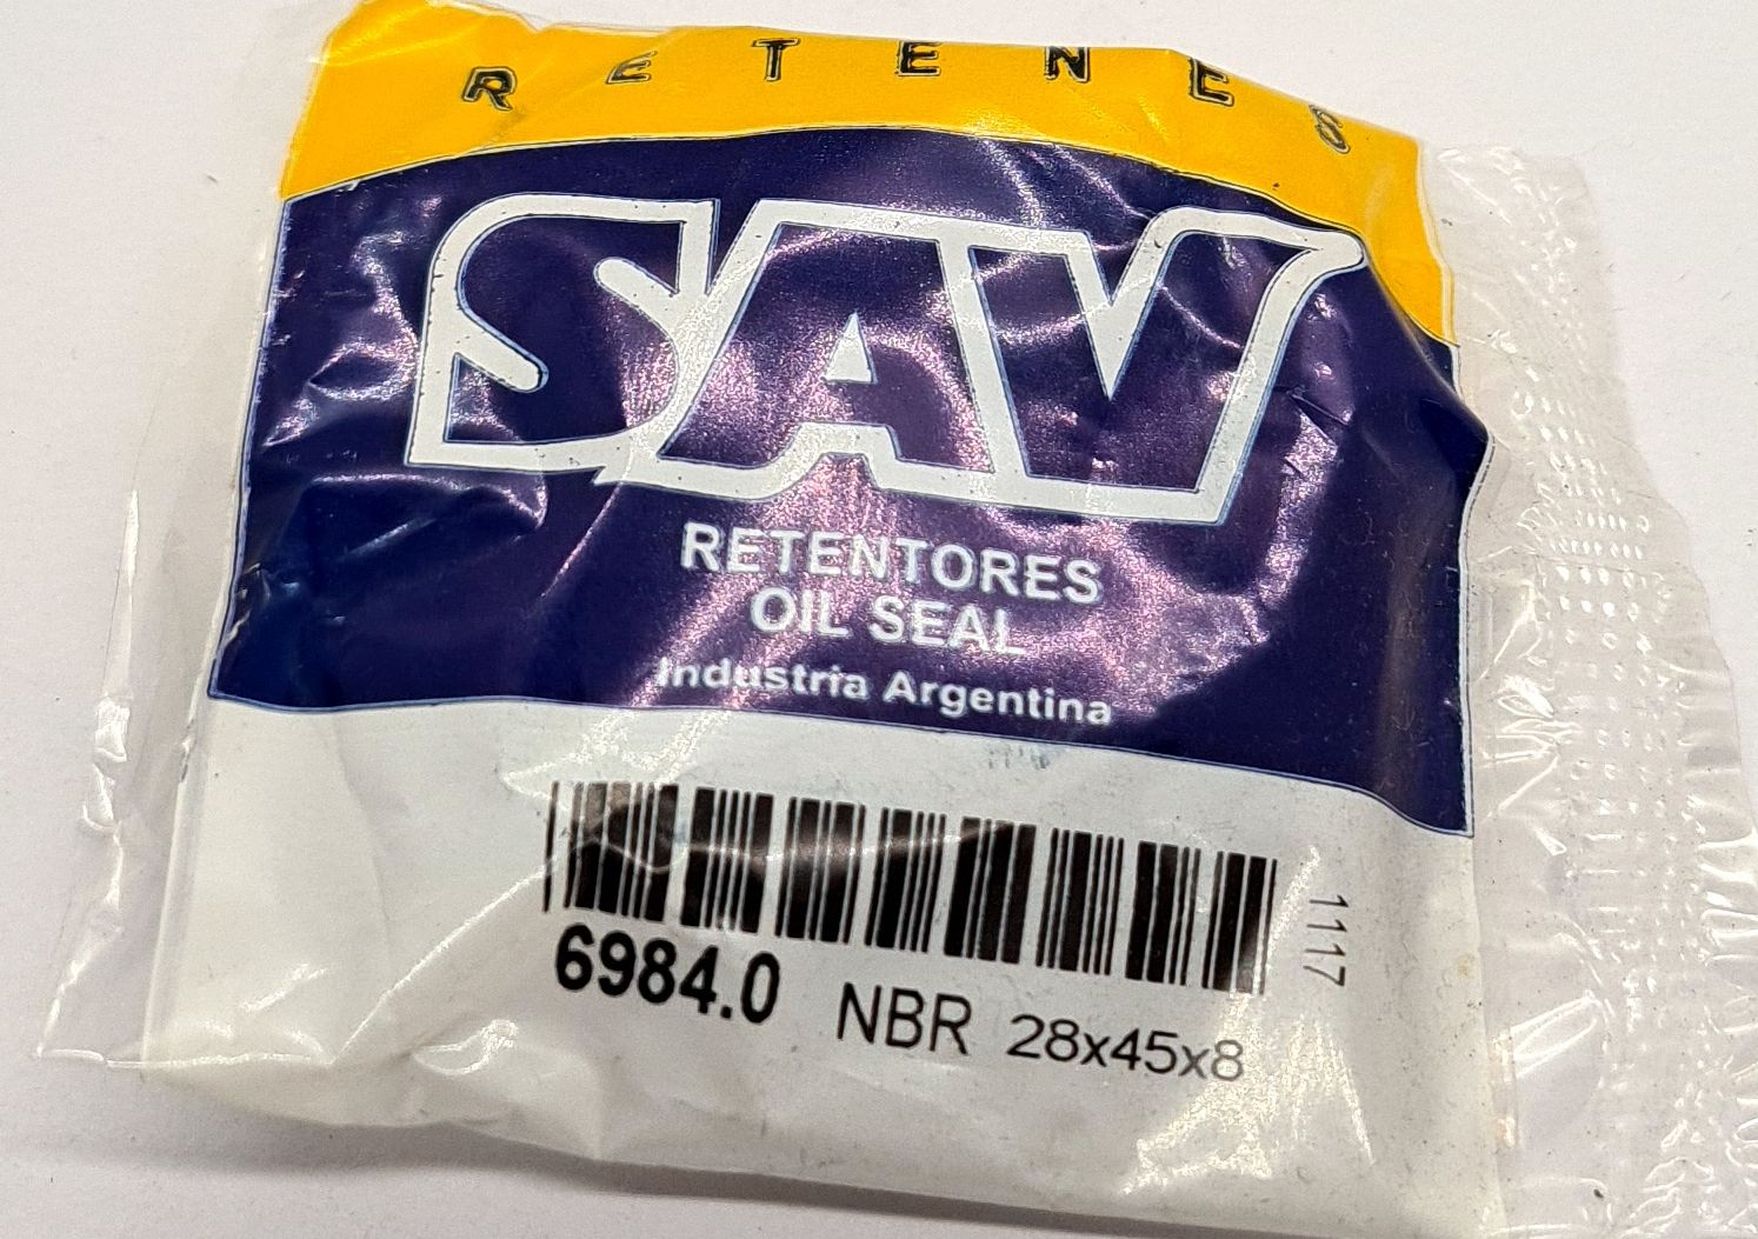 RETENES
SAV
RETENTORES
OIL SEAL
Industria Argentina
1117
6984.0 NBR 28x45x8